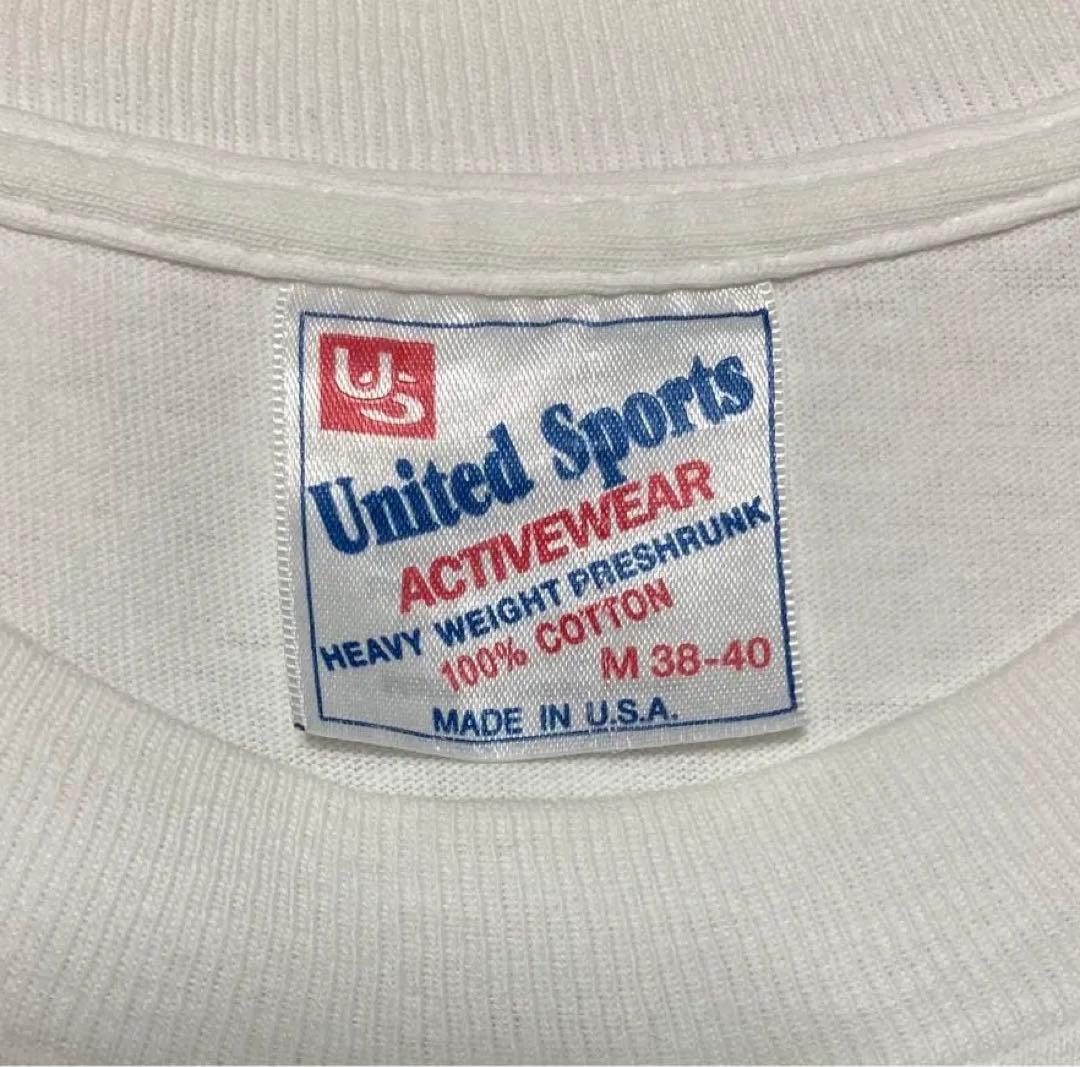 US
United Sports
ACTIVEWEAR
HEAVY WEIGHT PRESHRUNK
100% COTTON
M 38-40
MADE IN U.S.A.